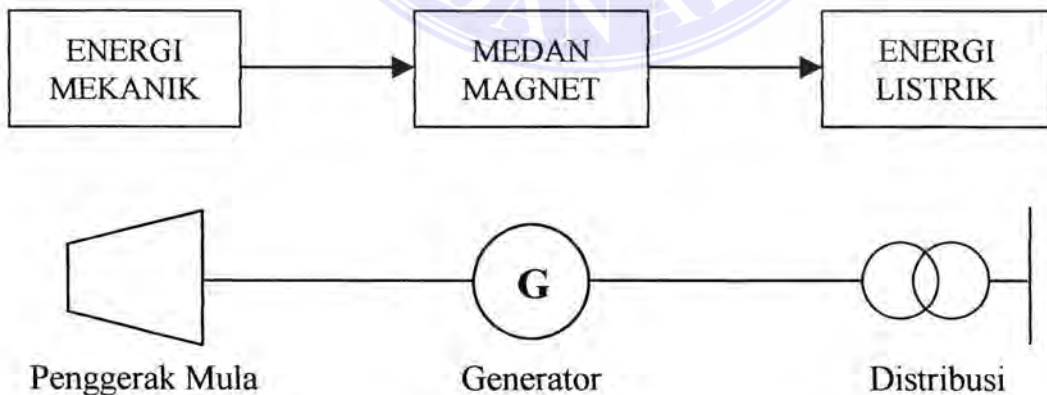 ENERGI
MEKANIK
MEDAN
MAGNET
ENERGI
LISTRIK
G
Penggerak Mula
Generator
Distribusi